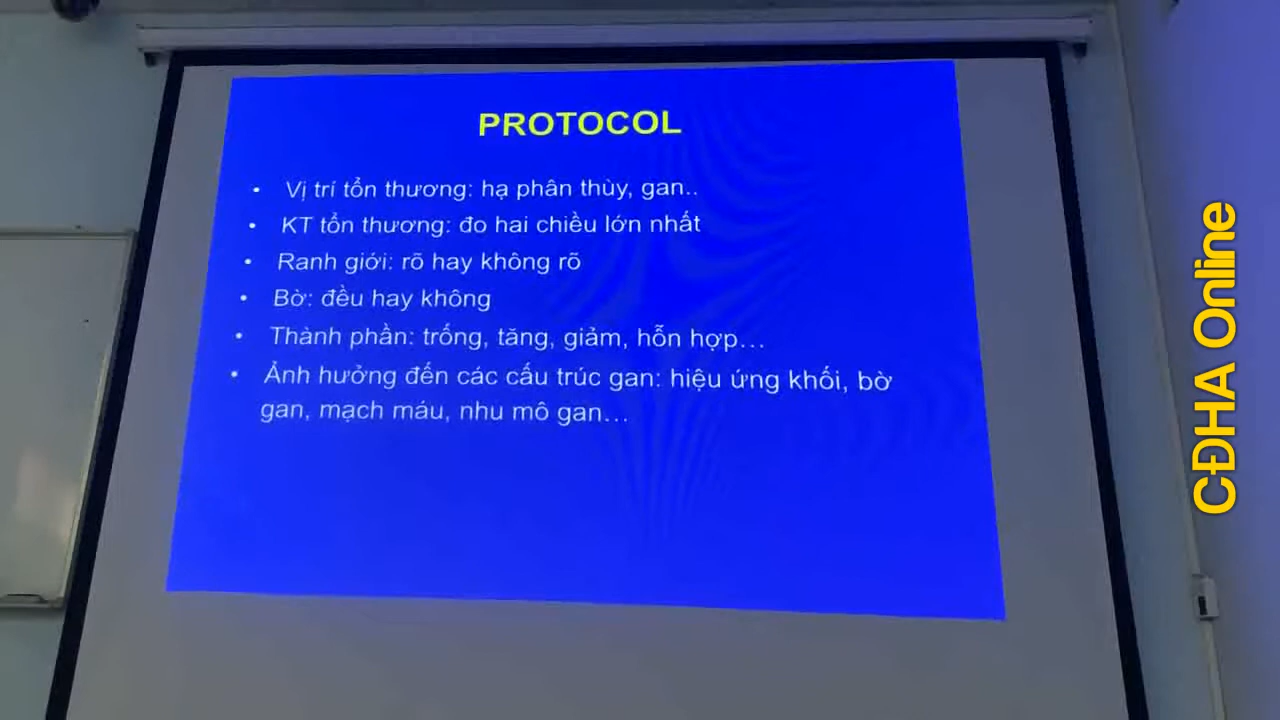 PROTOCOL
• Vị trí tổn thương: hạ phân thùy, gan..
• KT tổn thương: đo hai chiều lớn nhất
• Ranh giới: rõ hay không rõ
• Bờ: đều hay không
• Thành phần: trống, tăng, giảm, hỗn hợp…
• Ảnh hưởng đến các cấu trúc gan: hiệu ứng khối, bờ
gan, mạch máu, nhu mô gan…
CĐHA Online